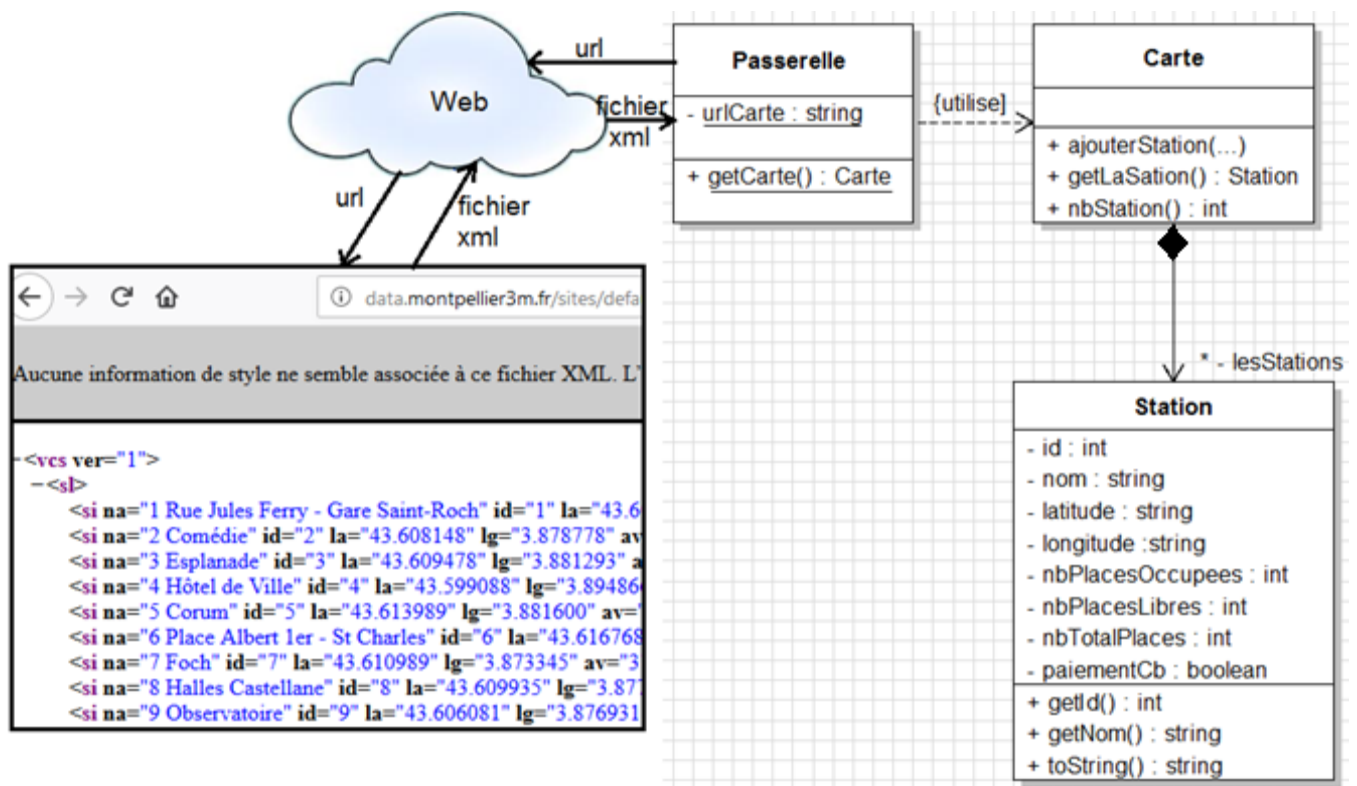 url
Web
fichier
xml
url
fichier
xml
Passerelle
- urlCarte : string
+ getCarte() : Carte
{utilise]
Carte
+ ajouterStation(...)
+ getLaSation() : Station
+ nbStation() : int
* - lesStations
Station
- id : int
- nom : string
- latitude : string
- longitude :string
- nbPlacesOccupees : int
- nbPlacesLibres : int
- nbTotalPlaces : int
- paiementCb : boolean
+ getId() : int
+ getNom() : string
+ toString() : string
data.montpellier3m.fr/sites/defa
Aucune information de style ne semble associée à ce fichier XML. L'
-<vcs ver="1">
-<sl>
<si na="1 Rue Jules Ferry - Gare Saint-Roch" id="1" la="43.6
<si na="2 Comédie" id="2" la="43.608148" lg="3.878778" av
<si na="3 Esplanade" id="3" la="43.609478" lg="3.881293" a
<si na="4 Hôtel de Ville" id="4" la="43.599088" lg="3.89486
<si na="5 Corum" id="5" la="43.613989" lg="3.881600" av="
<si na="6 Place Albert 1er - St Charles" id="6" la="43.616768
<si na="7 Foch" id="7" la="43.610989" lg="3.873345" av="3
<si na="8 Halles Castellane" id="8" la="43.609935" lg="3.877
<si na="9 Observatoire" id="9" la="43.606081" lg="3.876931